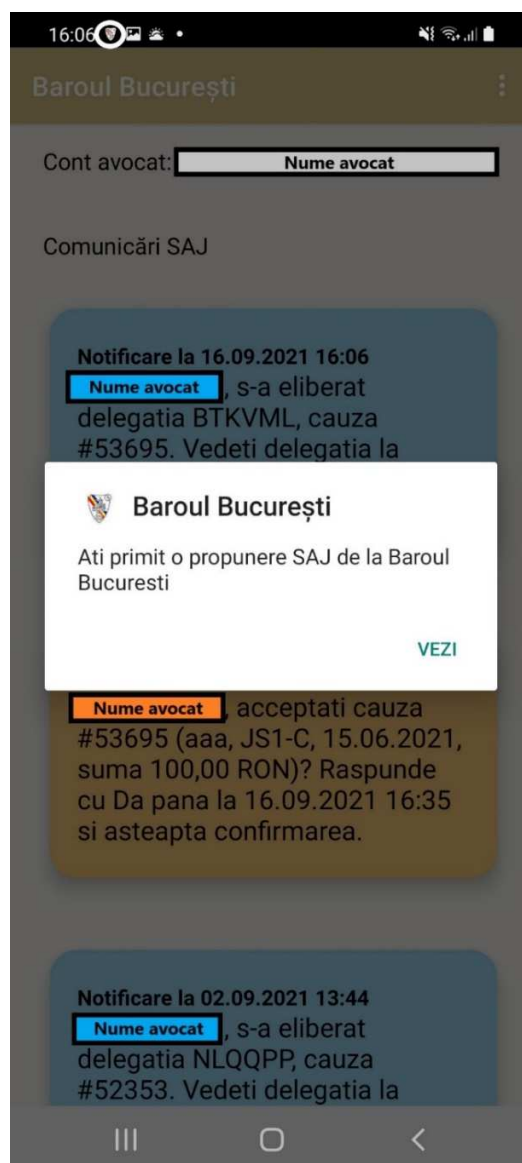 16:06
Baroul București
Cont avocat: Nume avocat
Comunicări SAJ
Notificare la 16.09.2021 16:06
Nume avocat , s-a eliberat
delegatia BTKVML, cauza
#53695. Vedeti delegatia la
Baroul București
Ati primit o propunere SAJ de la Baroul
Bucuresti
VEZI
Nume avocat , acceptati cauza
#53695 (aaa, JS1-C, 15.06.2021,
suma 100,00 RON)? Raspunde
cu Da pana la 16.09.2021 16:35
si asteapta confirmarea.
Notificare la 02.09.2021 13:44
Nume avocat , s-a eliberat
delegatia NLQQPP, cauza
#52353. Vedeti delegatia la